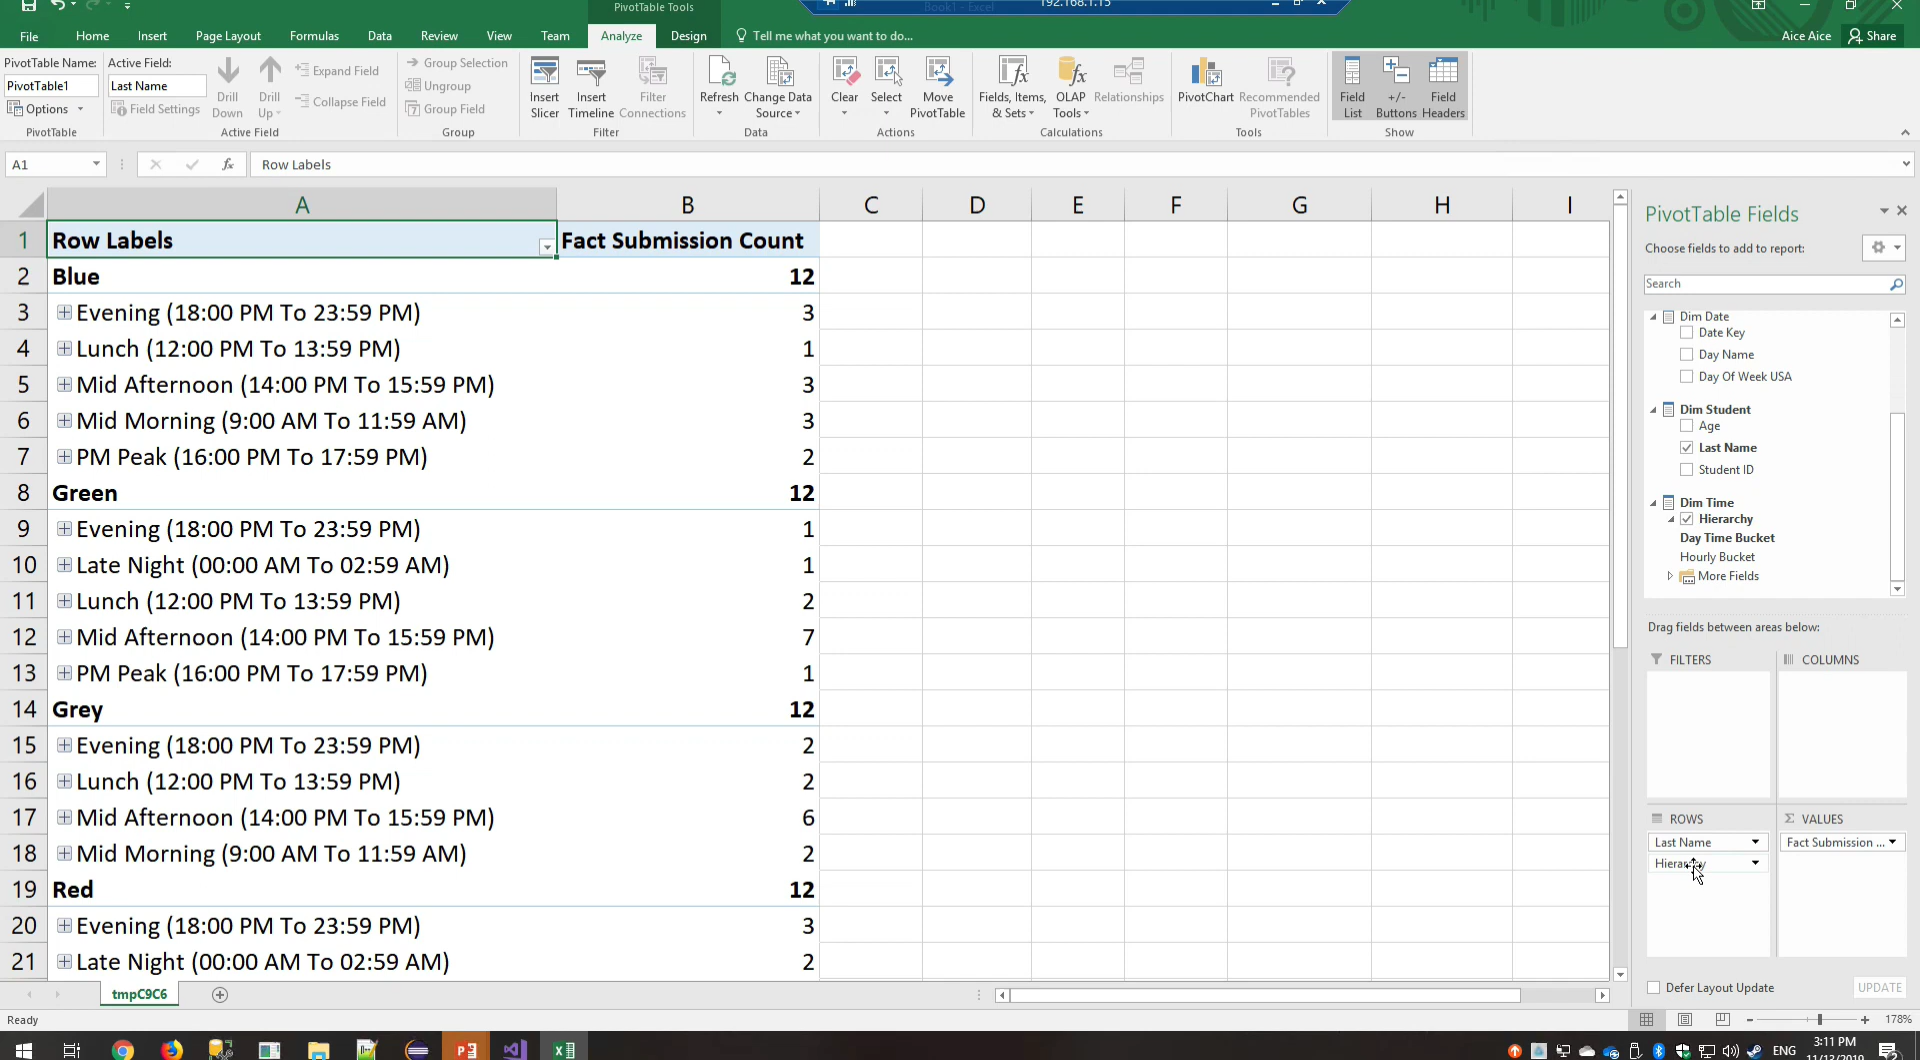 PivotTable Tools
192.168.1.15
Book1 - Excel
File Home Insert Page Layout Formulas Data Review View Team Analyze Design Tell me what you want to do... Aice Aice Share
PivotTable Name: Active Field:
PivotTable1 Last Name
Options Field Settings
Drill Down Drill Up
Expand Field
Collapse Field
Group Selection
Ungroup
Group Field
Insert Slicer Insert Timeline Filter Connections
Refresh Change Data Source
Clear Select Move PivotTable
Fields, Items, & Sets OLAP Tools Relationships
PivotChart Recommended PivotTables
Field List +/- Buttons Field Headers
PivotTable Active Field Group Filter Data Actions Calculations Tools Show
A1 fx Row Labels
A B C D E F G H I
1 Row Labels Fact Submission Count
2 Blue 12
3 Evening (18:00 PM To 23:59 PM) 3
4 Lunch (12:00 PM To 13:59 PM) 1
5 Mid Afternoon (14:00 PM To 15:59 PM) 3
6 Mid Morning (9:00 AM To 11:59 AM) 3
7 PM Peak (16:00 PM To 17:59 PM) 2
8 Green 12
9 Evening (18:00 PM To 23:59 PM) 1
10 Late Night (00:00 AM To 02:59 AM) 1
11 Lunch (12:00 PM To 13:59 PM) 2
12 Mid Afternoon (14:00 PM To 15:59 PM) 7
13 PM Peak (16:00 PM To 17:59 PM) 1
14 Grey 12
15 Evening (18:00 PM To 23:59 PM) 2
16 Lunch (12:00 PM To 13:59 PM) 2
17 Mid Afternoon (14:00 PM To 15:59 PM) 6
18 Mid Morning (9:00 AM To 11:59 AM) 2
19 Red 12
20 Evening (18:00 PM To 23:59 PM) 3
21 Late Night (00:00 AM To 02:59 AM) 2
tmpC9C6
Ready
PivotTable Fields
Choose fields to add to report:
Search
Dim Date
Date Key
Day Name
Day Of Week USA
Dim Student
Age
Last Name
Student ID
Dim Time
Hierarchy
Day Time Bucket
Hourly Bucket
More Fields
Drag fields between areas below:
FILTERS COLUMNS
ROWS Σ VALUES
Last Name Fact Submission ...
Hierarchy
Defer Layout Update UPDATE
178%
ENG 3:11 PM